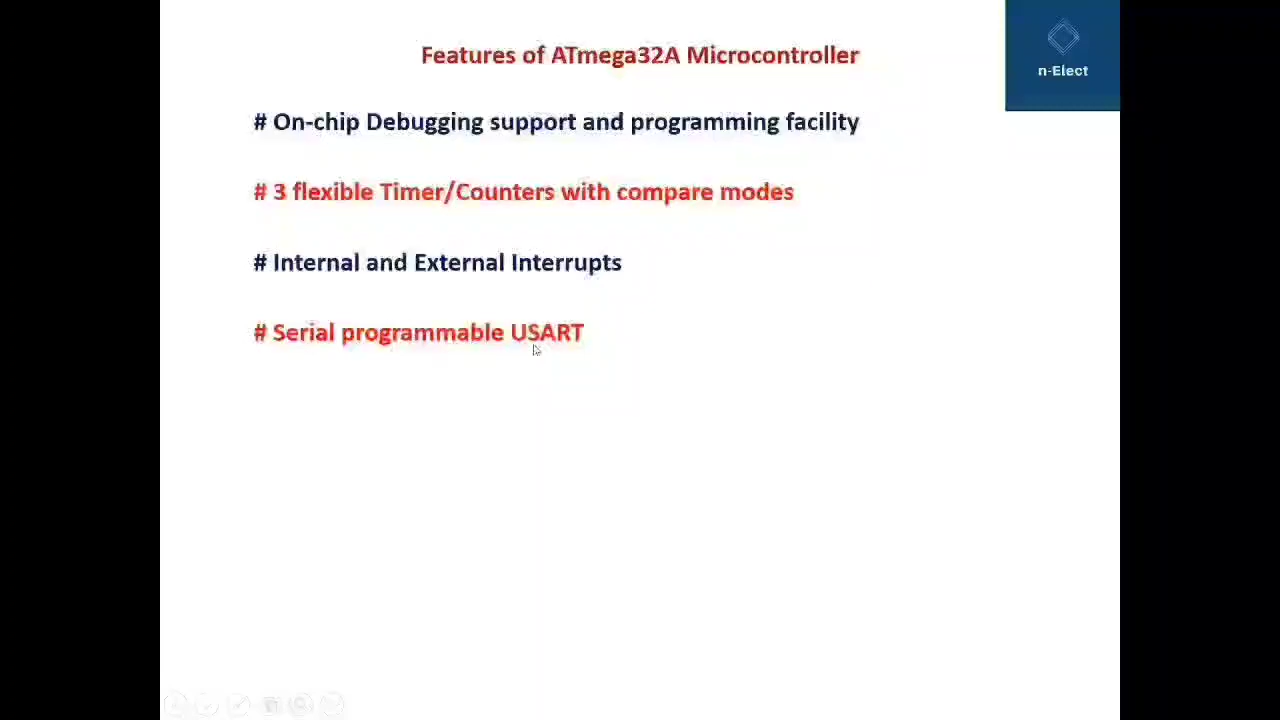 Features of ATmega32A Microcontroller
n-Elect
# On-chip Debugging support and programming facility
# 3 flexible Timer/Counters with compare modes
# Internal and External Interrupts
# Serial programmable USART